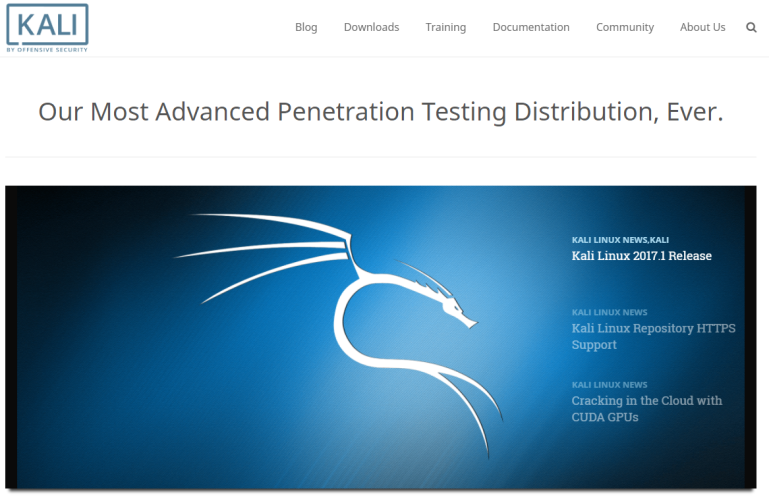 KALI
BY OFFENSIVE SECURITY
Blog Downloads Training Documentation Community About Us
Our Most Advanced Penetration Testing Distribution, Ever.
KALI LINUX NEWS,KALI
Kali Linux 2017.1 Release
KALI LINUX NEWS
Kali Linux Repository HTTPS
Support
KALI LINUX NEWS
Cracking in the Cloud with
CUDA GPUs